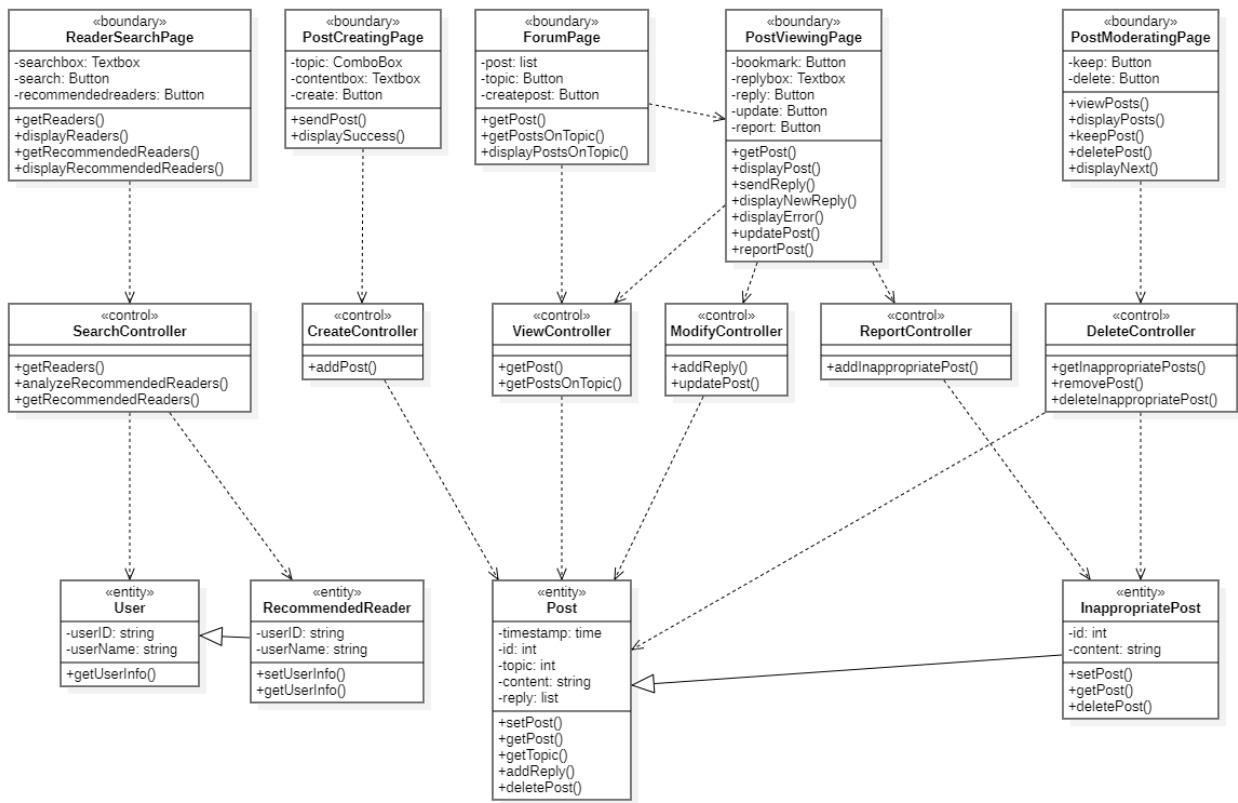 «boundary»
ReaderSearchPage
-searchbox: Textbox
-search: Button
-recommendedreaders: Button
+getReaders()
+displayReaders()
+getRecommendedReaders()
+displayRecommendedReaders()
«boundary»
PostCreatingPage
-topic: ComboBox
-contentbox: Textbox
-create: Button
+sendPost()
+displaySuccess()
«boundary»
ForumPage
-post: list
-topic: Button
-createpost: Button
+getPost()
+getPostsOnTopic()
+displayPostsOnTopic()
«boundary»
PostViewingPage
-bookmark: Button
-replybox: Textbox
-reply: Button
-update: Button
-report: Button
+getPost()
+displayPost()
+sendReply()
+displayNewReply()
+displayError()
+updatePost()
+reportPost()
«boundary»
PostModeratingPage
-keep: Button
-delete: Button
+viewPosts()
+displayPosts()
+keepPost()
+deletePost()
+displayNext()
«control»
SearchController
+getReaders()
+analyzeRecommendedReaders()
+getRecommendedReaders()
«control»
CreateController
+addPost()
«control»
ViewController
+getPost()
+getPostsOnTopic()
«control»
ModifyController
+addReply()
+updatePost()
«control»
ReportController
+addInappropriatePost()
«control»
DeleteController
+getInappropriatePosts()
+removePost()
+deleteInappropriatePost()
«entity»
User
-userID: string
-userName: string
+getUserInfo()
«entity»
RecommendedReader
-userID: string
-userName: string
+setUserInfo()
+getUserInfo()
«entity»
Post
-timestamp: time
-id: int
-topic: int
-content: string
-reply: list
+setPost()
+getPost()
+getTopic()
+addReply()
+deletePost()
«entity»
InappropriatePost
-id: int
-content: string
+setPost()
+getPost()
+deletePost()